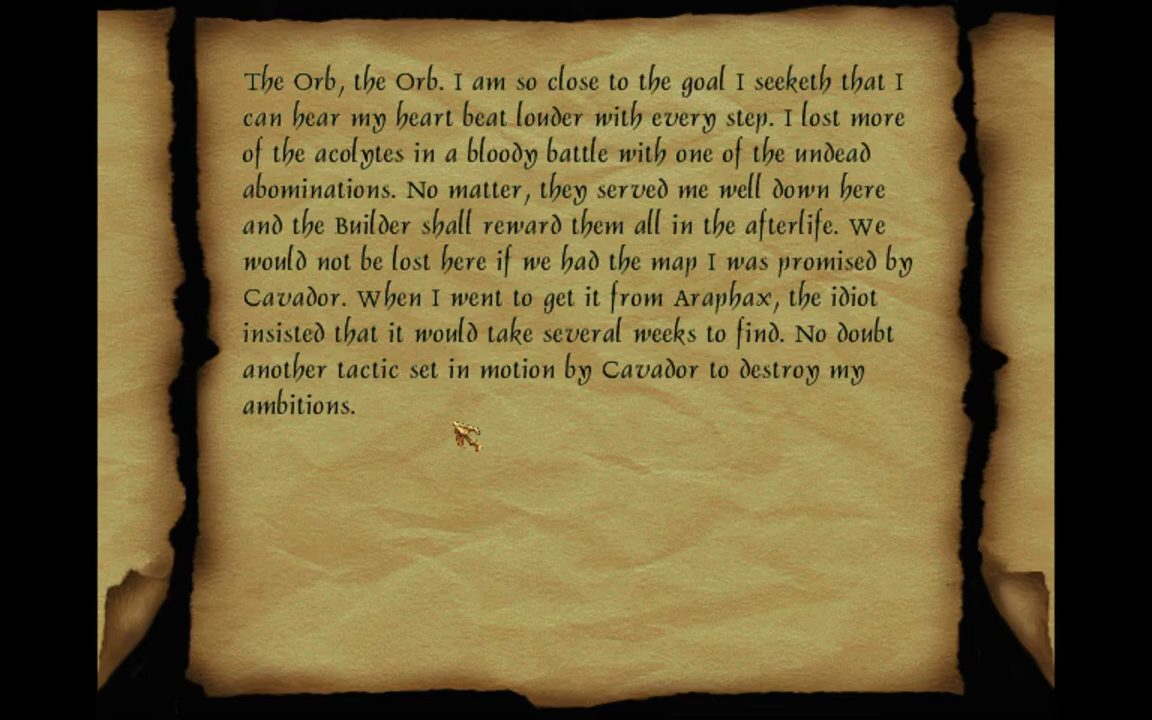 The Orb, the Orb. I am so close to the goal I seeketh that I
can hear my heart beat louder with every step. I lost more
of the acolytes in a bloody battle with one of the undead
abominations. No matter, they served me well down here
and the Builder shall reward them all in the afterlife. We
would not be lost here if we had the map I was promised by
Cavador. When I went to get it from Araphax, the idiot
insisted that it would take several weeks to find. No doubt
another tactic set in motion by Cavador to destroy my
ambitions.